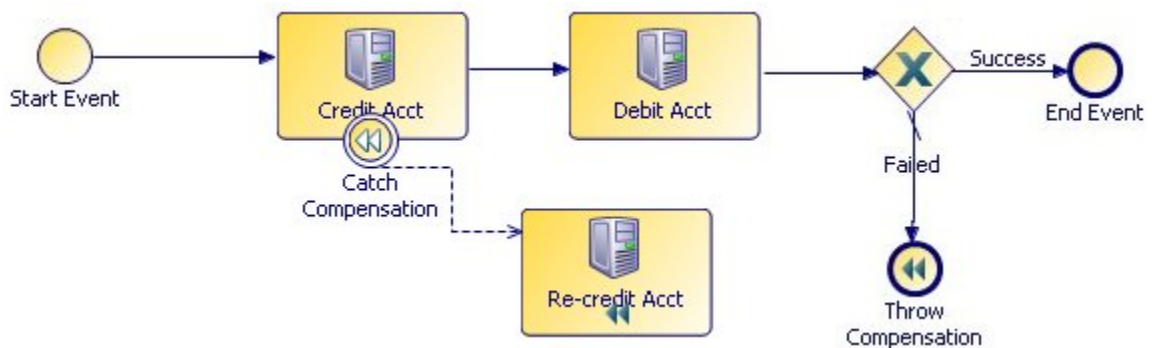 Start Event
Credit Acct
Debit Acct
Success
End Event
Failed
Catch
Compensation
Re-credit Acct
Throw
Compensation